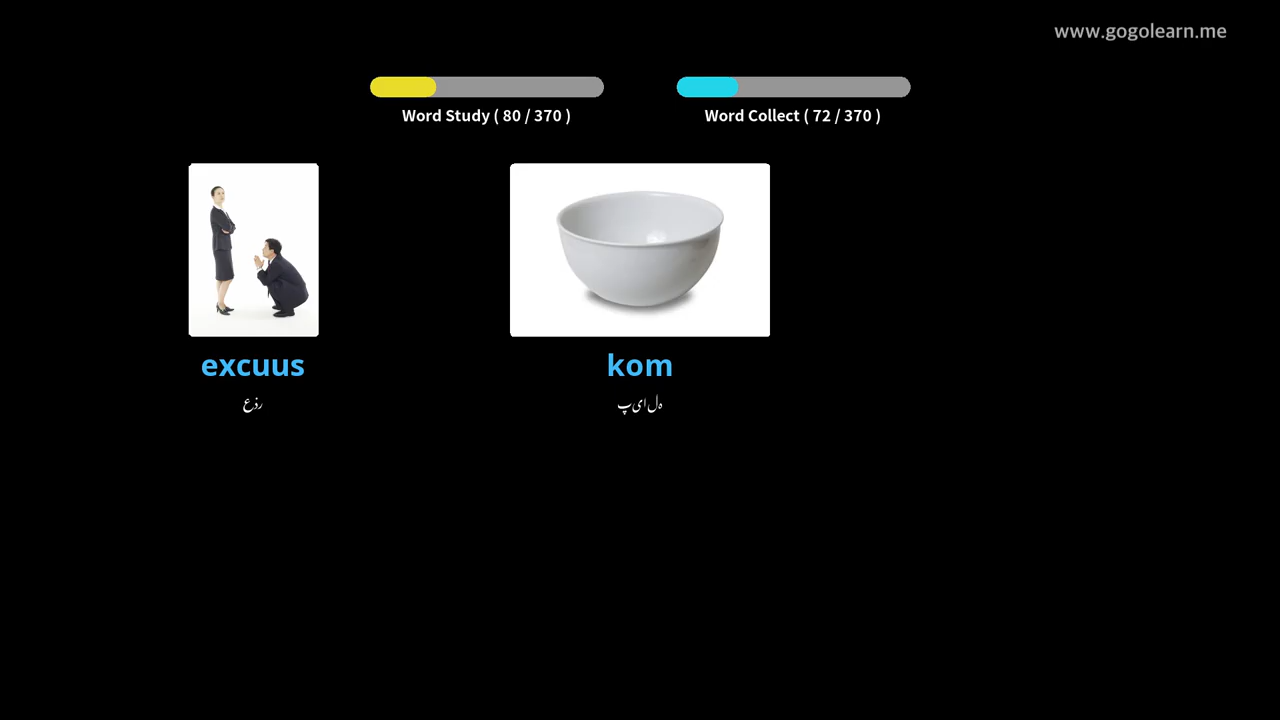 www.gogolearn.me
Word Study ( 80 / 370 )
Word Collect ( 72 / 370 )
excuus
kom
عذر
پیالہ